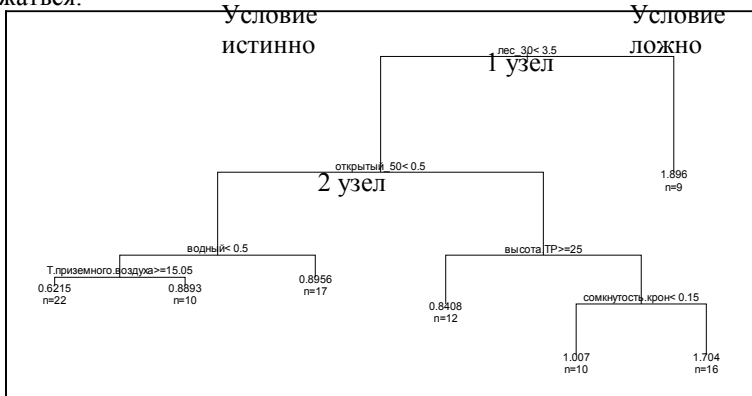 жаться.
Условие истинно
Условие ложно
лес_30< 3.5
1 узел
открытый_50< 0.5
2 узел
1.896
n=9
водный< 0.5
высота.ТР>=25
Т.приземного.воздуха>=15.05
0.6215
n=22
0.8893
n=10
0.8956
n=17
0.8408
n=12
сомкнутость.крон< 0.15
1.007
n=10
1.704
n=16